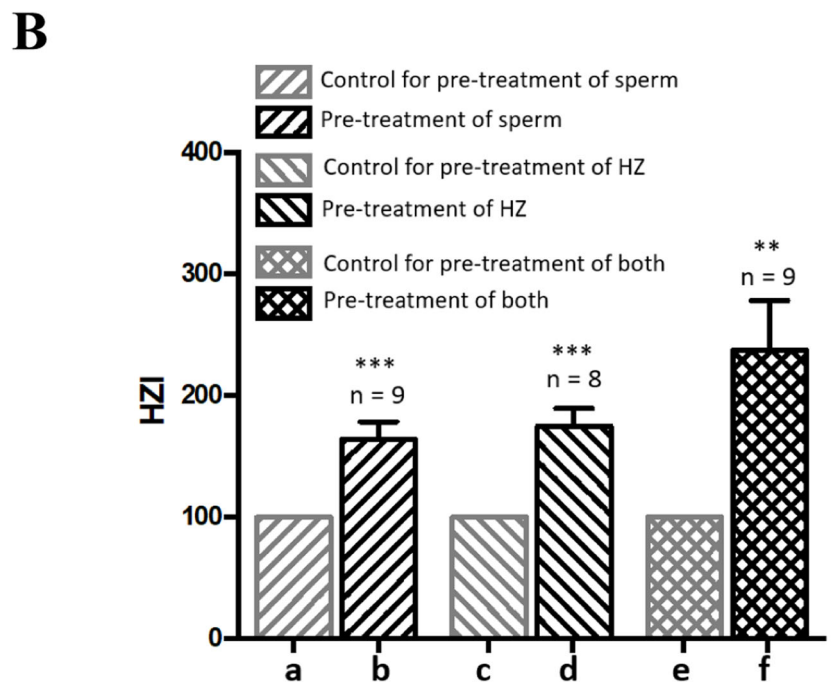 B
Control for pre-treatment of sperm
Pre-treatment of sperm
Control for pre-treatment of HZ
Pre-treatment of HZ
Control for pre-treatment of both
Pre-treatment of both
400
300
200
100
0
HZI
***
n = 9
***
n = 8
**
n = 9
a b c d e f